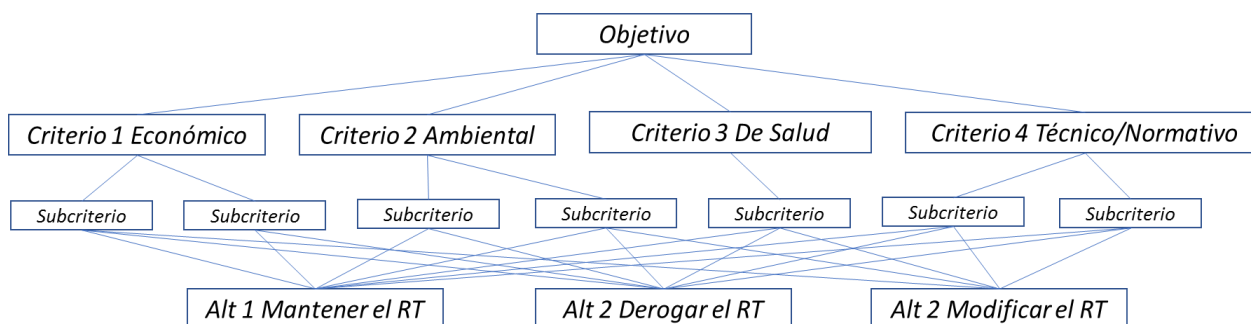 Objetivo
Criterio 1 Económico
Criterio 2 Ambiental
Criterio 3 De Salud
Criterio 4 Técnico/Normativo
Subcriterio
Subcriterio
Subcriterio
Subcriterio
Subcriterio
Subcriterio
Subcriterio
Alt 1 Mantener el RT
Alt 2 Derogar el RT
Alt 2 Modificar el RT